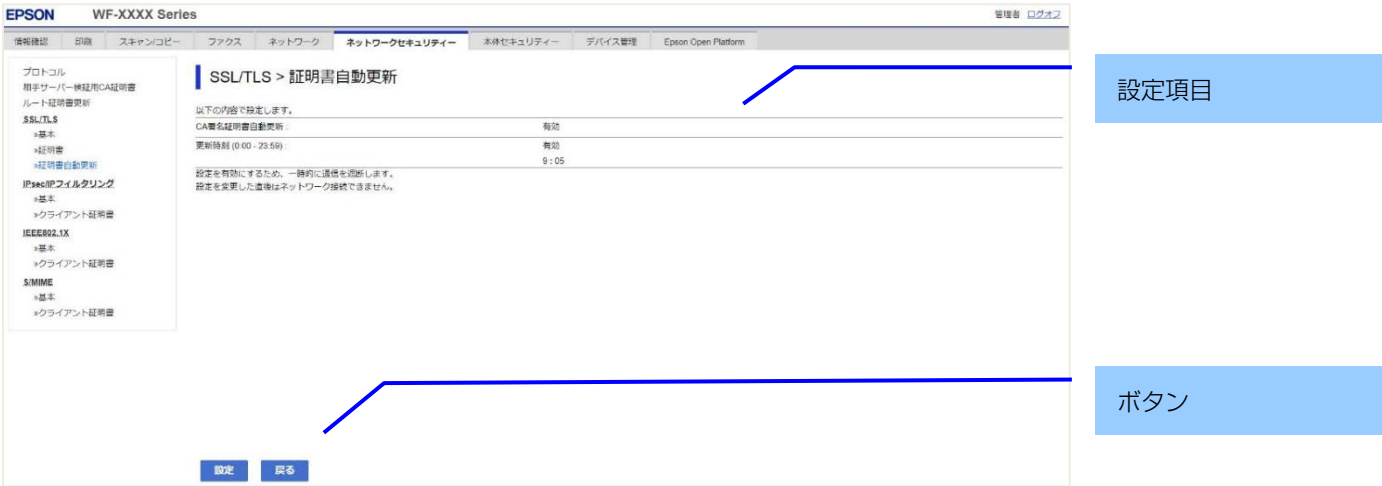 EPSON WF-XXXX Series
管理者 ログオフ
情報確認 印刷 スキャン/コピー ファクス ネットワーク ネットワークセキュリティー 本体セキュリティー デバイス管理 Epson Open Platform
プロトコル
相手サーバー検証用CA証明書
ルート証明書更新
SSL/TLS
»基本
»証明書
»証明書自動更新
IPsec/IPフィルタリング
»基本
»クライアント証明書
IEEE802.1X
»基本
»クライアント証明書
S/MIME
»基本
»クライアント証明書
SSL/TLS > 証明書自動更新
以下の内容で設定します。
CA署名証明書自動更新 : 有効
更新時刻 (0:00 - 23:59) : 有効
9 : 05
設定を有効にするため、一時的に通信を遮断します。
設定を変更した直後はネットワーク接続できません。
設定 戻る
設定項目
ボタン